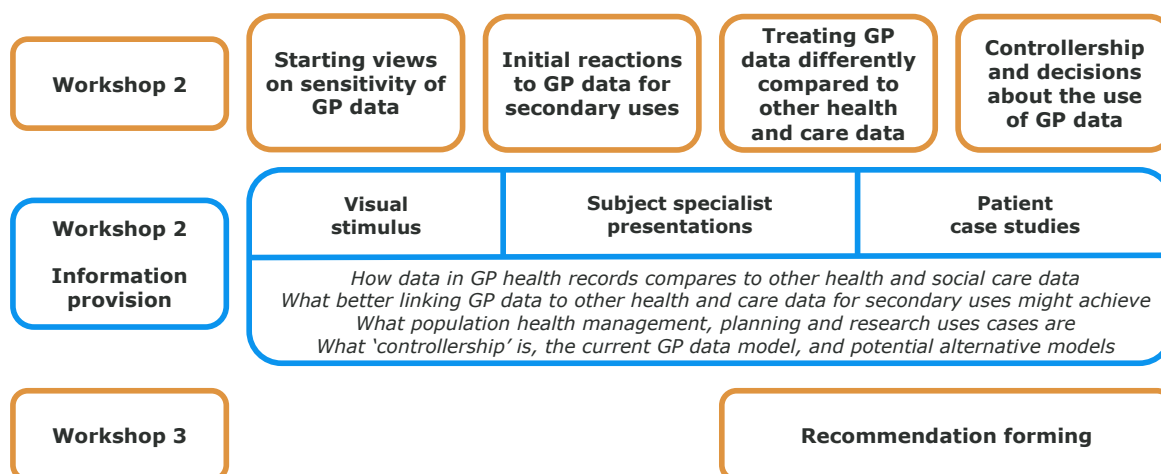 Workshop 2
Starting views
on sensitivity of
GP data
Initial reactions
to GP data for
secondary uses
Treating GP
data differently
compared to
other health
and care data
Controllership
and decisions
about the use
of GP data
Workshop 2
Information
provision
Visual
stimulus
Subject specialist
presentations
Patient
case studies
How data in GP health records compares to other health and social care data
What better linking GP data to other health and care data for secondary uses might achieve
What population health management, planning and research uses cases are
What ‘controllership’ is, the current GP data model, and potential alternative models
Workshop 3
Recommendation forming